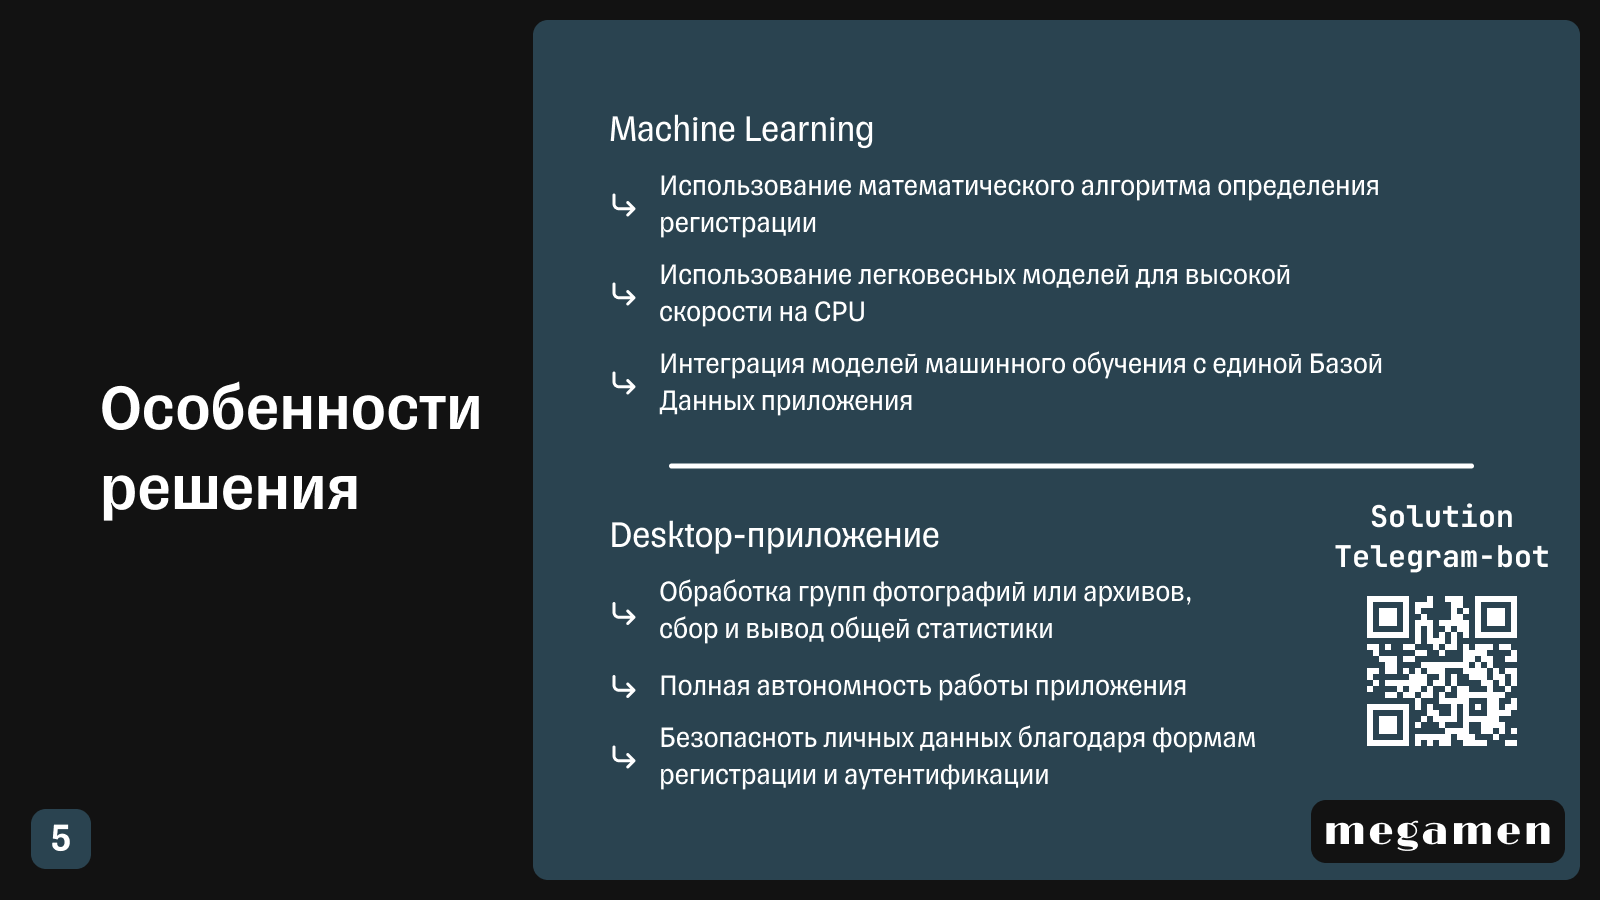 Особенности
решения
Machine Learning
Использование математического алгоритма определения
регистрации
Использование легковесных моделей для высокой
скорости на CPU
Интеграция моделей машинного обучения с единой Базой
Данных приложения
Desktop-приложение
Обработка групп фотографий или архивов,
сбор и вывод общей статистики
Полная автономность работы приложения
Безопасноть личных данных благодаря формам
регистрации и аутентификации
Solution
Telegram-bot
megamen
5